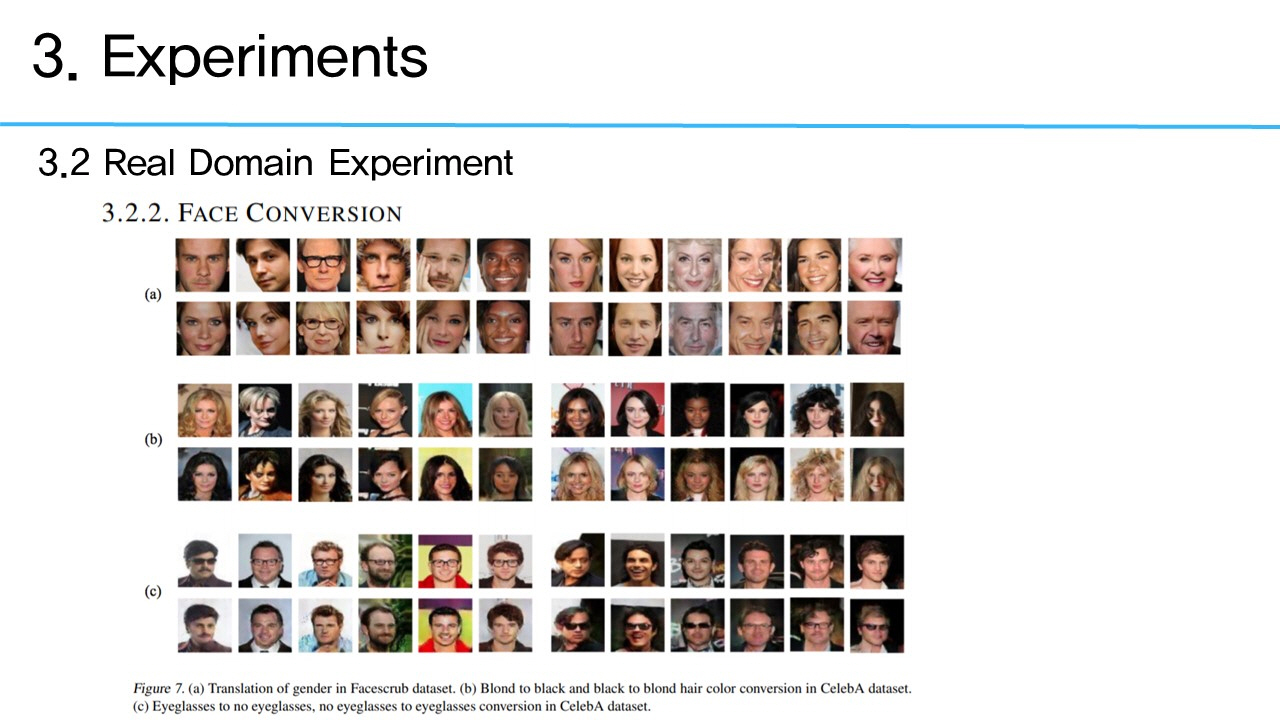 3. Experiments
3.2 Real Domain Experiment
3.2.2. FACE CONVERSION
(a)
(b)
(c)
Figure 7. (a) Translation of gender in Facescrub dataset. (b) Blond to black and black to blond hair color conversion in CelebA dataset.
(c) Eyeglasses to no eyeglasses, no eyeglasses to eyeglasses conversion in CelebA dataset.